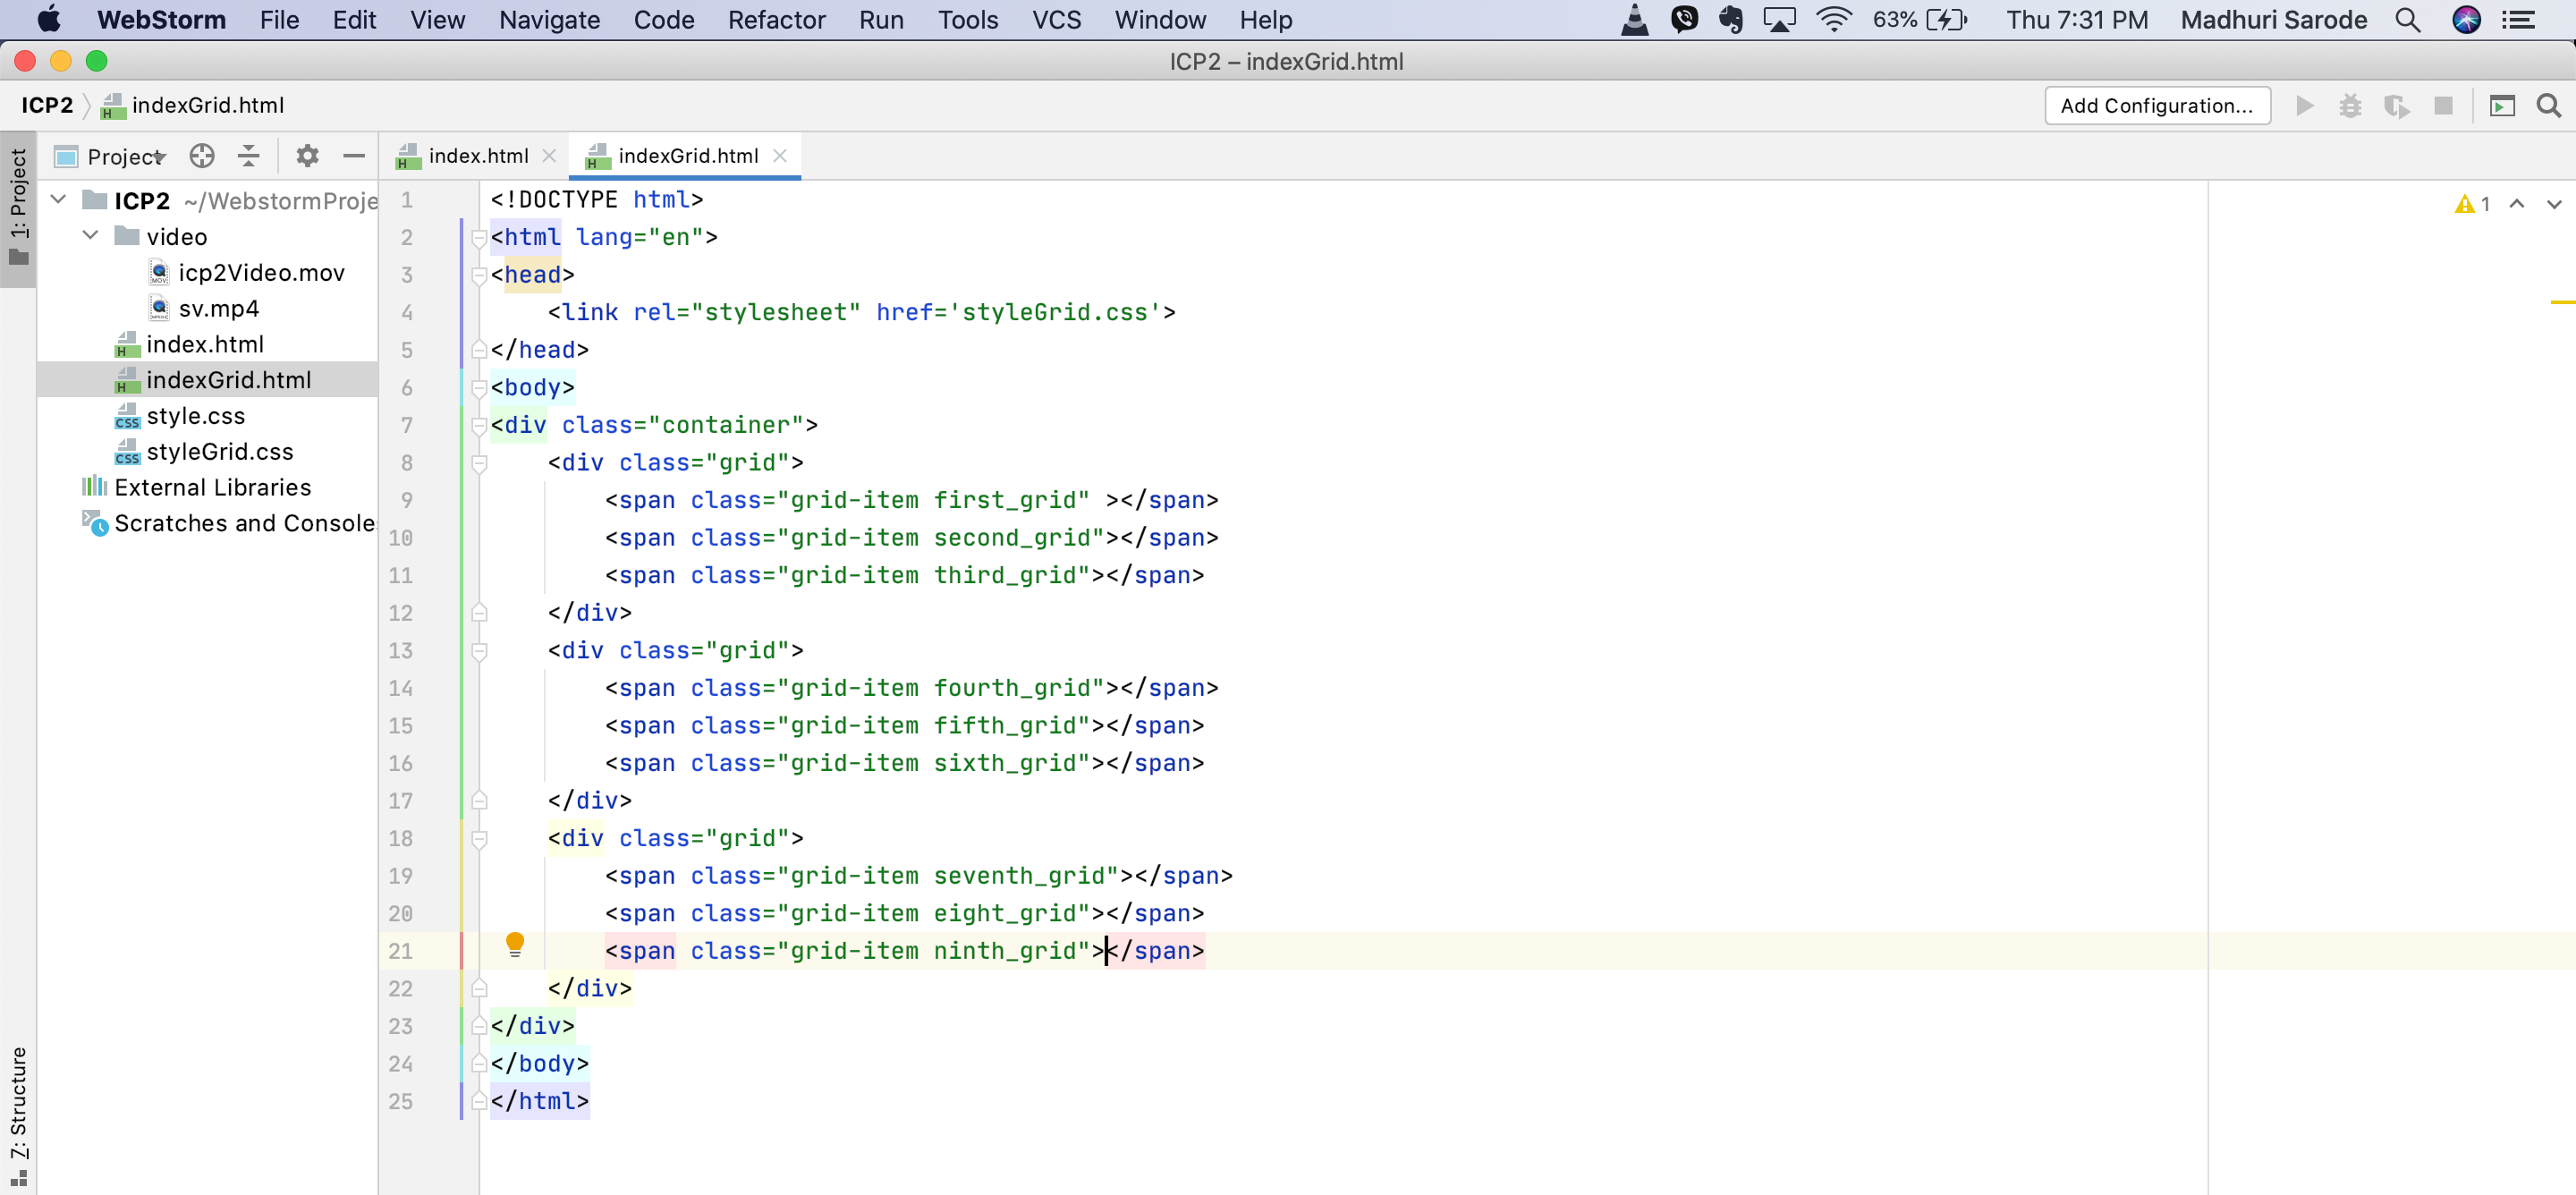 WebStorm File Edit View Navigate Code Refactor Run Tools VCS Window Help 63% Thu 7:31 PM Madhuri Sarode
ICP2 – indexGrid.html
ICP2 indexGrid.html Add Configuration...
Project index.html indexGrid.html
1: Project
ICP2 ~/WebstormProje
video
icp2Video.mov
sv.mp4
index.html
indexGrid.html
style.css
styleGrid.css
External Libraries
Scratches and Console
Z: Structure
1 <!DOCTYPE html>
2 <html lang="en">
3 <head>
4 <link rel="stylesheet" href='styleGrid.css'>
5 </head>
6 <body>
7 <div class="container">
8 <div class="grid">
9 <span class="grid-item first_grid" ></span>
10 <span class="grid-item second_grid"></span>
11 <span class="grid-item third_grid"></span>
12 </div>
13 <div class="grid">
14 <span class="grid-item fourth_grid"></span>
15 <span class="grid-item fifth_grid"></span>
16 <span class="grid-item sixth_grid"></span>
17 </div>
18 <div class="grid">
19 <span class="grid-item seventh_grid"></span>
20 <span class="grid-item eight_grid"></span>
21 <span class="grid-item ninth_grid"></span>
22 </div>
23 </div>
24 </body>
25 </html>
1